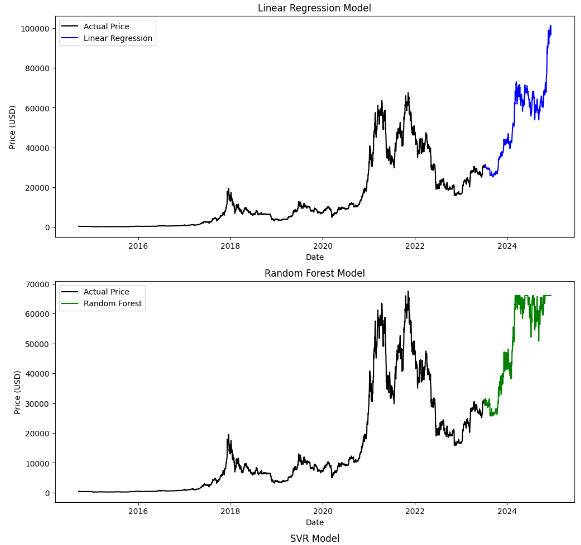 Linear Regression Model
Actual Price
Linear Regression
100000
80000
60000
40000
20000
0
Price (USD)
2016 2018 2020 2022 2024
Date
Random Forest Model
Actual Price
Random Forest
70000
60000
50000
40000
30000
20000
10000
0
Price (USD)
2016 2018 2020 2022 2024
Date
SVR Model